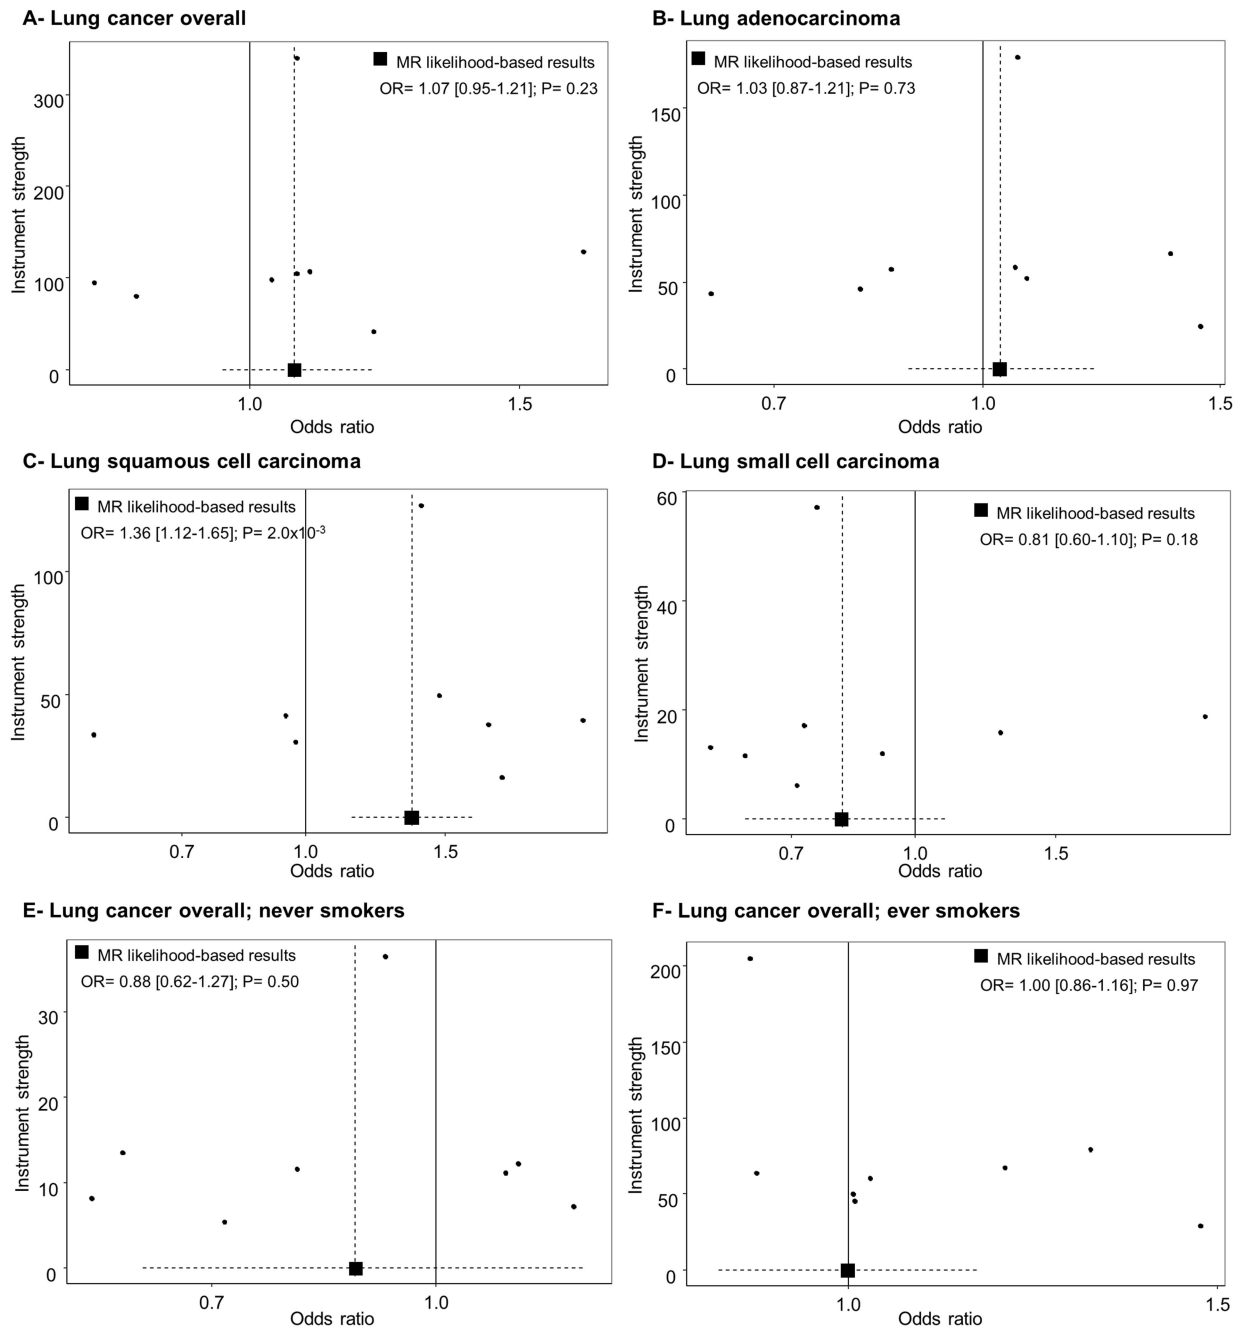 A- Lung cancer overall
MR likelihood-based results
OR= 1.07 [0.95-1.21]; P= 0.23
300
200
100
0
Instrument strength
1.0 1.5
Odds ratio
B- Lung adenocarcinoma
MR likelihood-based results
OR= 1.03 [0.87-1.21]; P= 0.73
150
100
50
0
Instrument strength
0.7 1.0 1.5
Odds ratio
C- Lung squamous cell carcinoma
MR likelihood-based results
OR= 1.36 [1.12-1.65]; P= 2.0x10⁻³
100
50
0
Instrument strength
0.7 1.0 1.5
Odds ratio
D- Lung small cell carcinoma
MR likelihood-based results
OR= 0.81 [0.60-1.10]; P= 0.18
60
40
20
0
Instrument strength
0.7 1.0 1.5
Odds ratio
E- Lung cancer overall; never smokers
MR likelihood-based results
OR= 0.88 [0.62-1.27]; P= 0.50
30
20
10
0
Instrument strength
0.7 1.0
Odds ratio
F- Lung cancer overall; ever smokers
MR likelihood-based results
OR= 1.00 [0.86-1.16]; P= 0.97
200
150
100
50
0
Instrument strength
1.0 1.5
Odds ratio